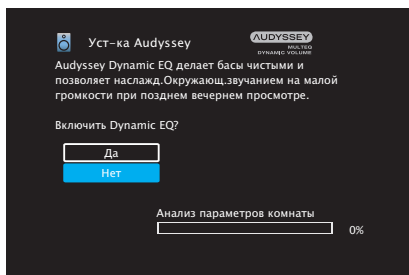 Уст-ка Audyssey
AUDYSSEY
MULTEQ
DYNAMIC VOLUME
Audyssey Dynamic EQ делает басы чистыми и
позволяет наслажд.Окружающ.звучанием на малой
громкости при позднем вечернем просмотре.
Включить Dynamic EQ?
Да
Нет
Анализ параметров комнаты
0%